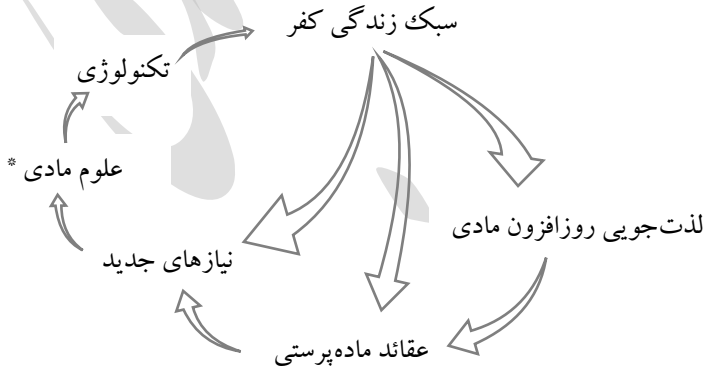 سبک زندگی کفر
تکنولوژی
علوم مادی *
لذت‌جویی روزافزون مادی
نیازهای جدید
عقائد ماده‌پرستی